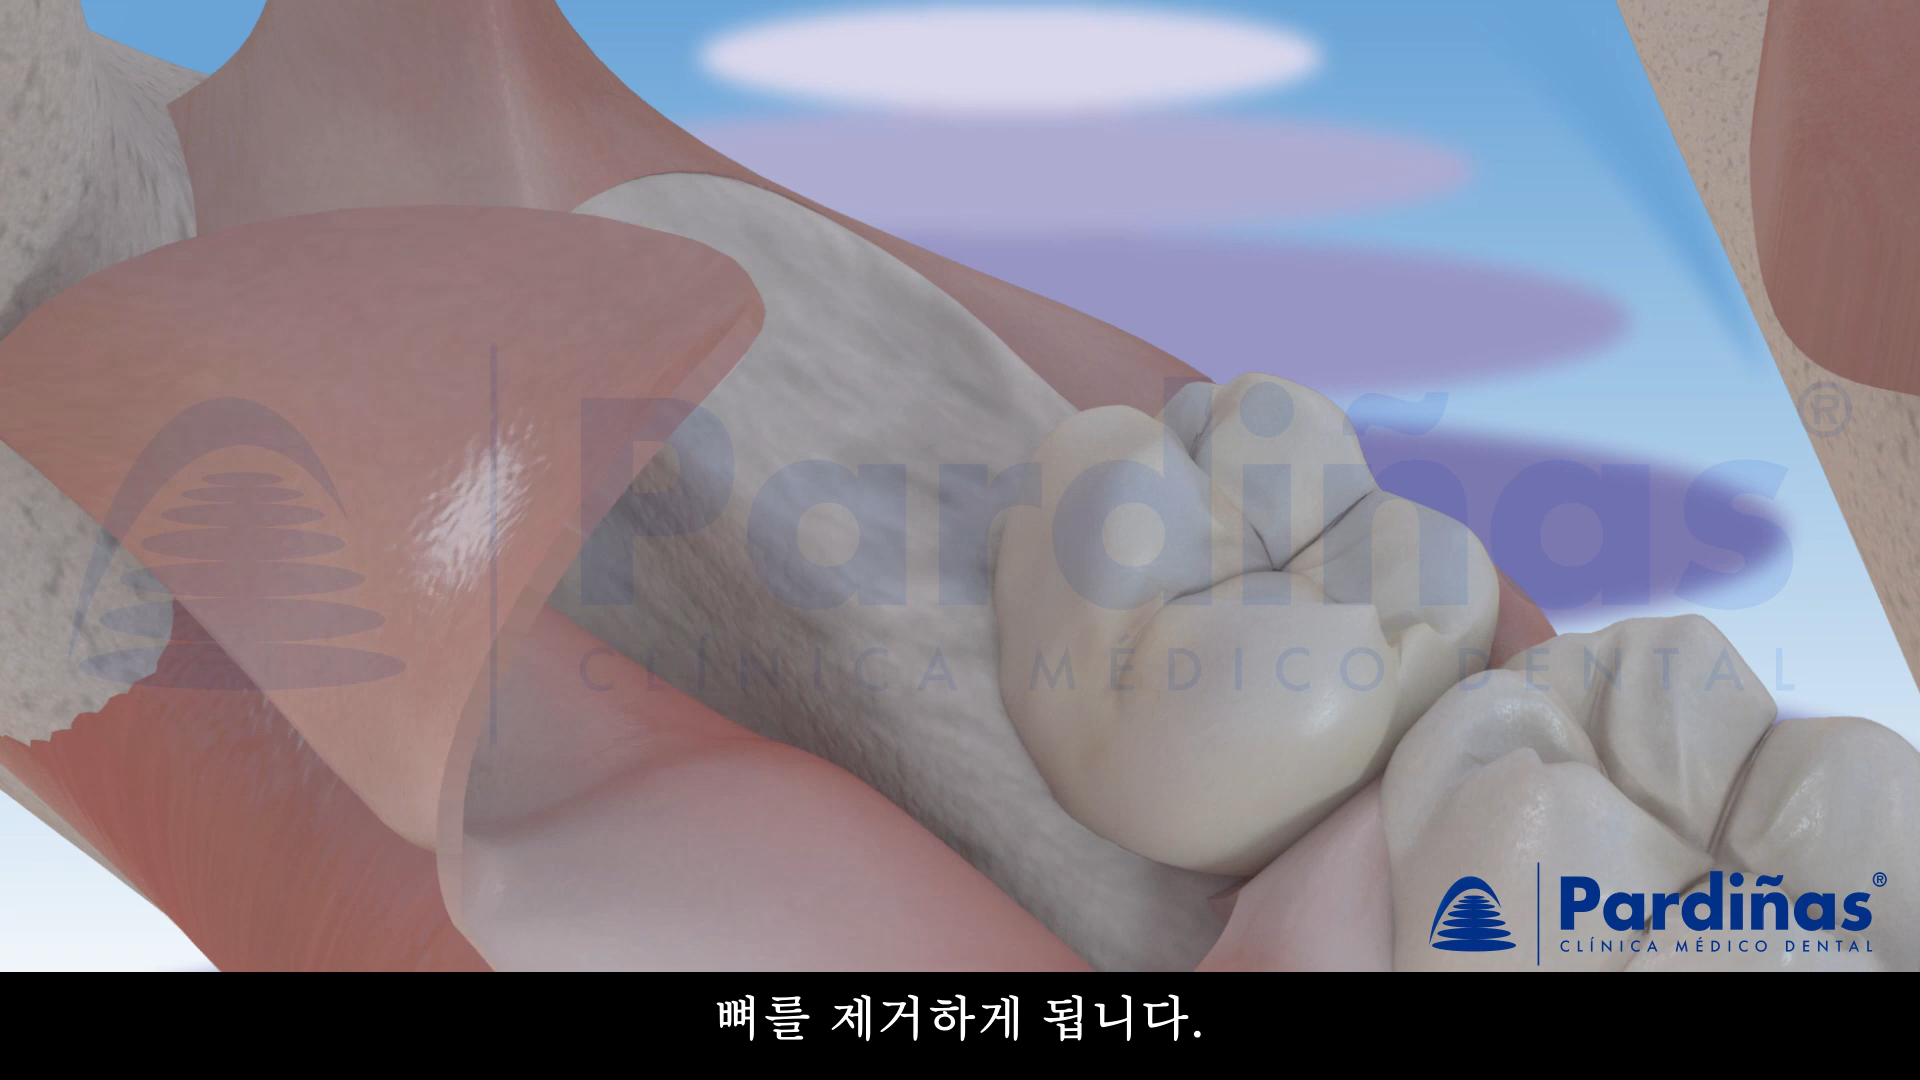 Pardiñas®
CLÍNICA MÉDICO DENTAL
Pardiñas®
CLÍNICA MÉDICO DENTAL
뼈를 제거하게 됩니다.